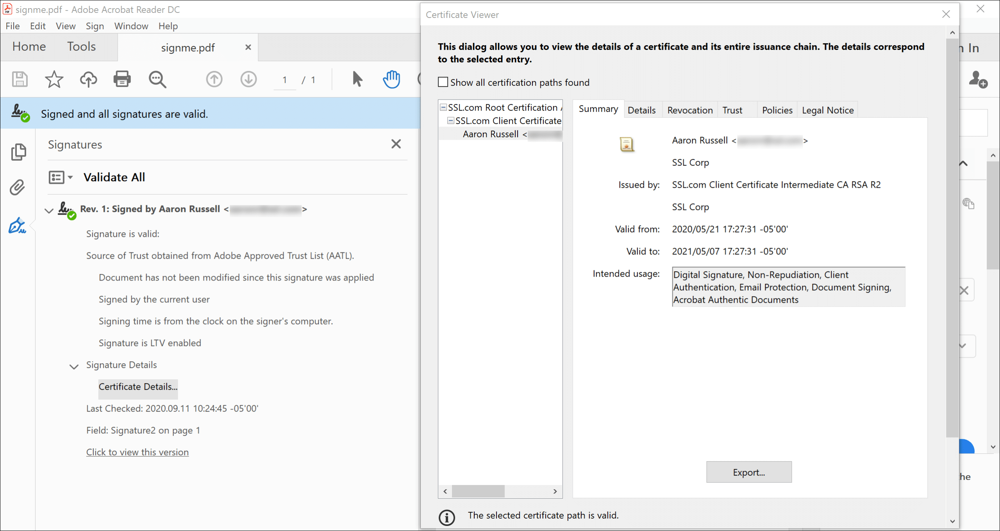 signme.pdf - Adobe Acrobat Reader DC
File Edit View Sign Window Help
Home Tools signme.pdf
1 / 1
Signed and all signatures are valid.
Signatures
Validate All
Rev. 1: Signed by Aaron Russell < >
Signature is valid:
Source of Trust obtained from Adobe Approved Trust List (AATL).
Document has not been modified since this signature was applied
Signed by the current user
Signing time is from the clock on the signer's computer.
Signature is LTV enabled
Signature Details
Certificate Details...
Last Checked: 2020.09.11 10:24:45 -05'00'
Field: Signature2 on page 1
Click to view this version
Certificate Viewer
This dialog allows you to view the details of a certificate and its entire issuance chain. The details correspond
to the selected entry.
Show all certification paths found
SSL.com Root Certification
SSL.com Client Certificate
Aaron Russell <
Summary Details Revocation Trust Policies Legal Notice
Aaron Russell < >
SSL Corp
Issued by: SSL.com Client Certificate Intermediate CA RSA R2
SSL Corp
Valid from: 2020/05/21 17:27:31 -05'00'
Valid to: 2021/05/07 17:27:31 -05'00'
Intended usage: Digital Signature, Non-Repudiation, Client
Authentication, Email Protection, Document Signing,
Acrobat Authentic Documents
Export...
The selected certificate path is valid.
In
he